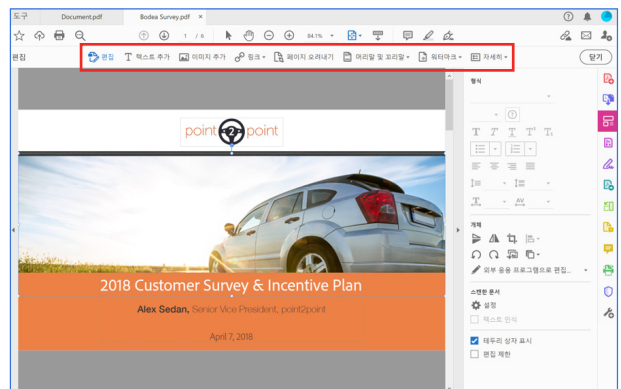 도구 Document.pdf Bodea Survey.pdf ×
1 / 6 84.1%
편집 편집 텍스트 추가 이미지 추가 링크 페이지 오려내기 머리말 및 꼬리말 워터마크 자세히 닫기
형식
point 2 point
2018 Customer Survey & Incentive Plan
Alex Sedan, Senior Vice President, point2point
April 7, 2018
개체
외부 응용 프로그램으로 편집...
스캔한 문서
설정
텍스트 인식
테두리 상자 표시
편집 제한